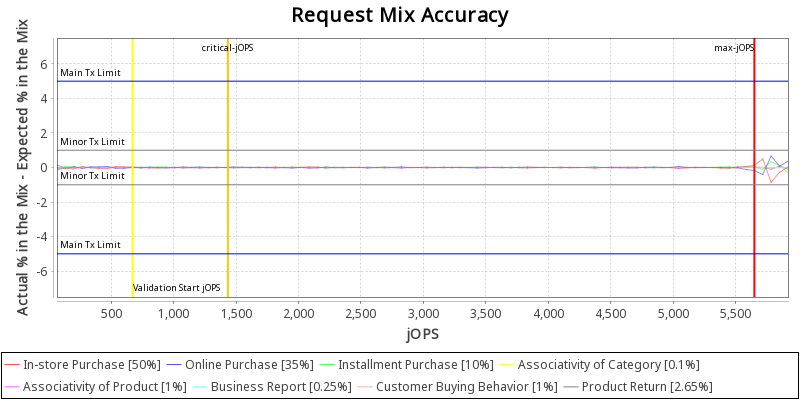 Request Mix Accuracy
Actual % in the Mix - Expected % in the Mix
critical-jOPS
max-jOPS
6
Main Tx Limit
4
2
Minor Tx Limit
0
Minor Tx Limit
-2
-4
Main Tx Limit
-6
Validation Start jOPS
500 1,000 1,500 2,000 2,500 3,000 3,500 4,000 4,500 5,000 5,500
jOPS
In-store Purchase [50%] Online Purchase [35%] Installment Purchase [10%] Associativity of Category [0.1%]
Associativity of Product [1%] Business Report [0.25%] Customer Buying Behavior [1%] Product Return [2.65%]